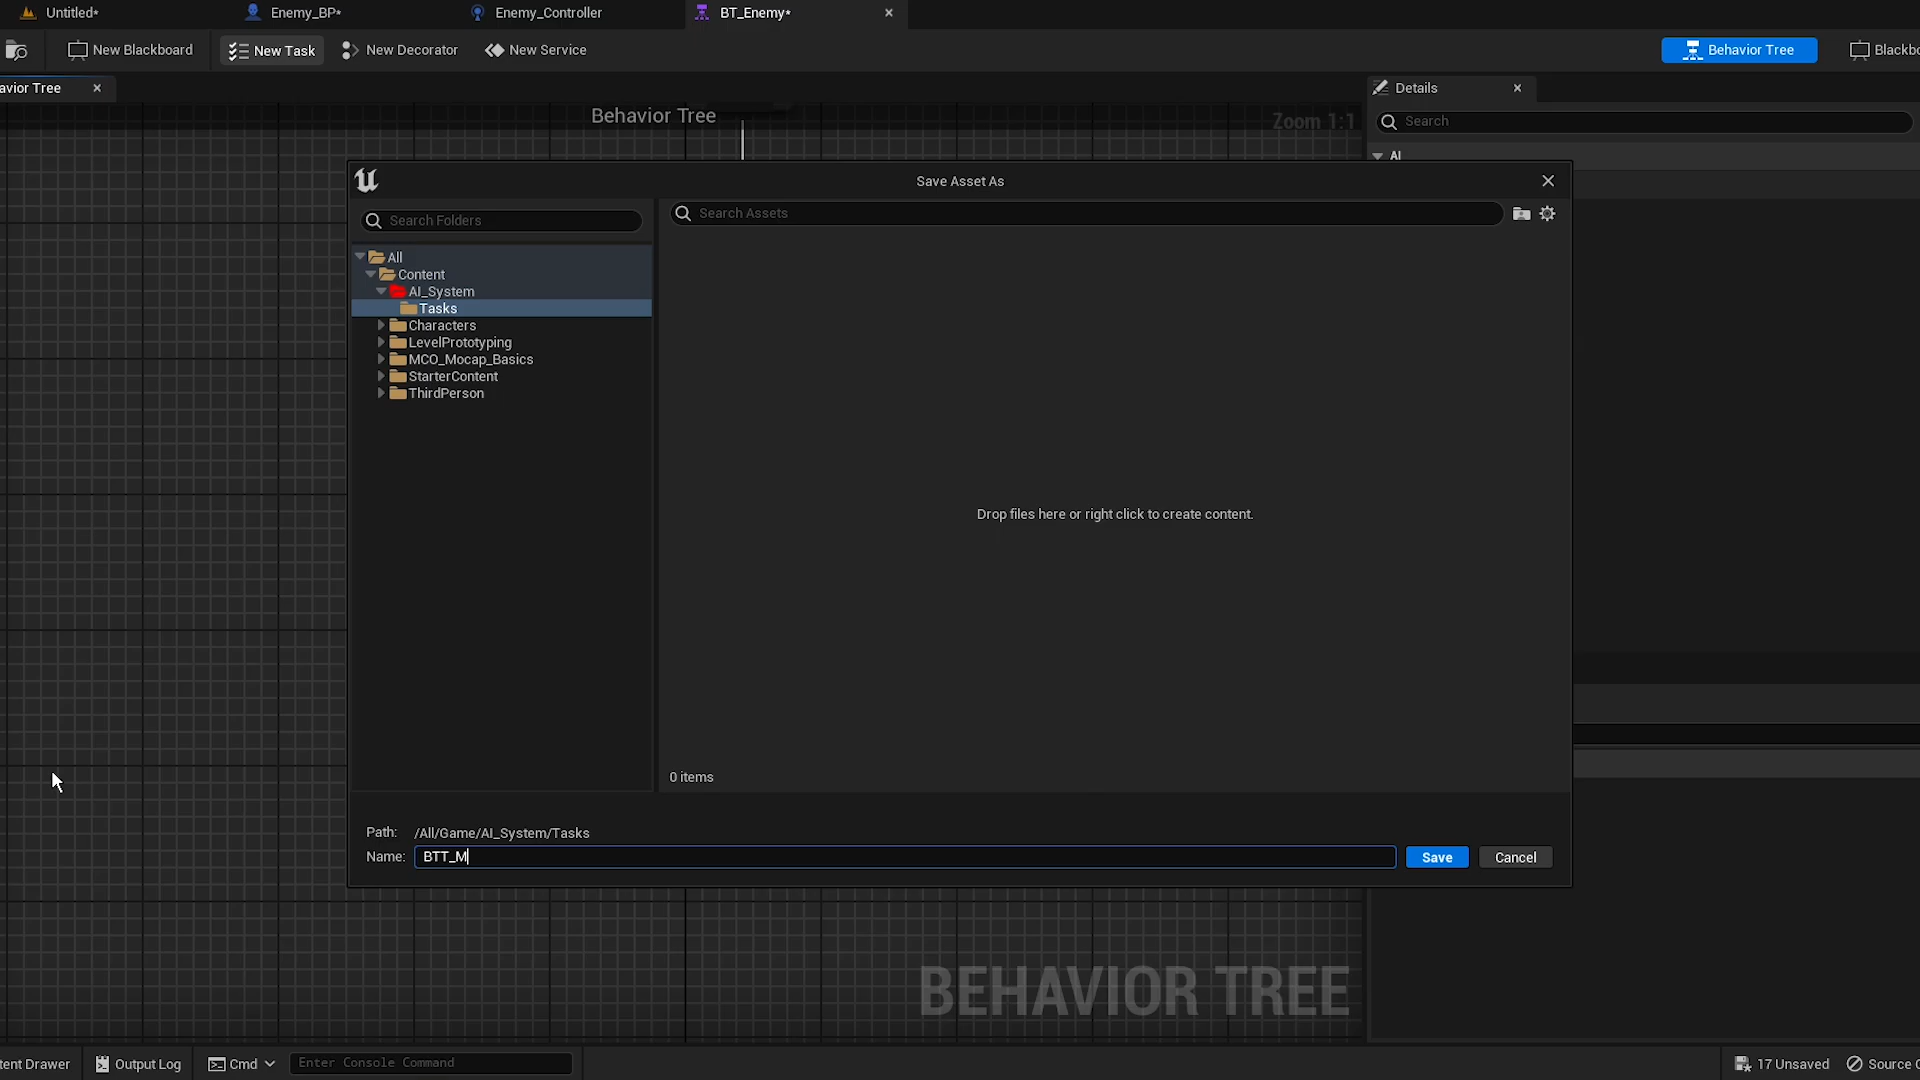 Untitled* Enemy_BP* Enemy_Controller BT_Enemy*
New Blackboard New Task New Decorator New Service Behavior Tree Blackbo
avior Tree Details
Behavior Tree Zoom 1:1 Search
AI
Save Asset As
Search Folders Search Assets
All
Content
AI_System
Tasks
Characters
LevelPrototyping
MCO_Mocap_Basics
StarterContent
ThirdPerson
Drop files here or right click to create content.
0 items
Path: /All/Game/AI_System/Tasks
Name: BTT_M Save Cancel
BEHAVIOR TREE
tent Drawer Output Log Cmd Enter Console Command 17 Unsaved Source C